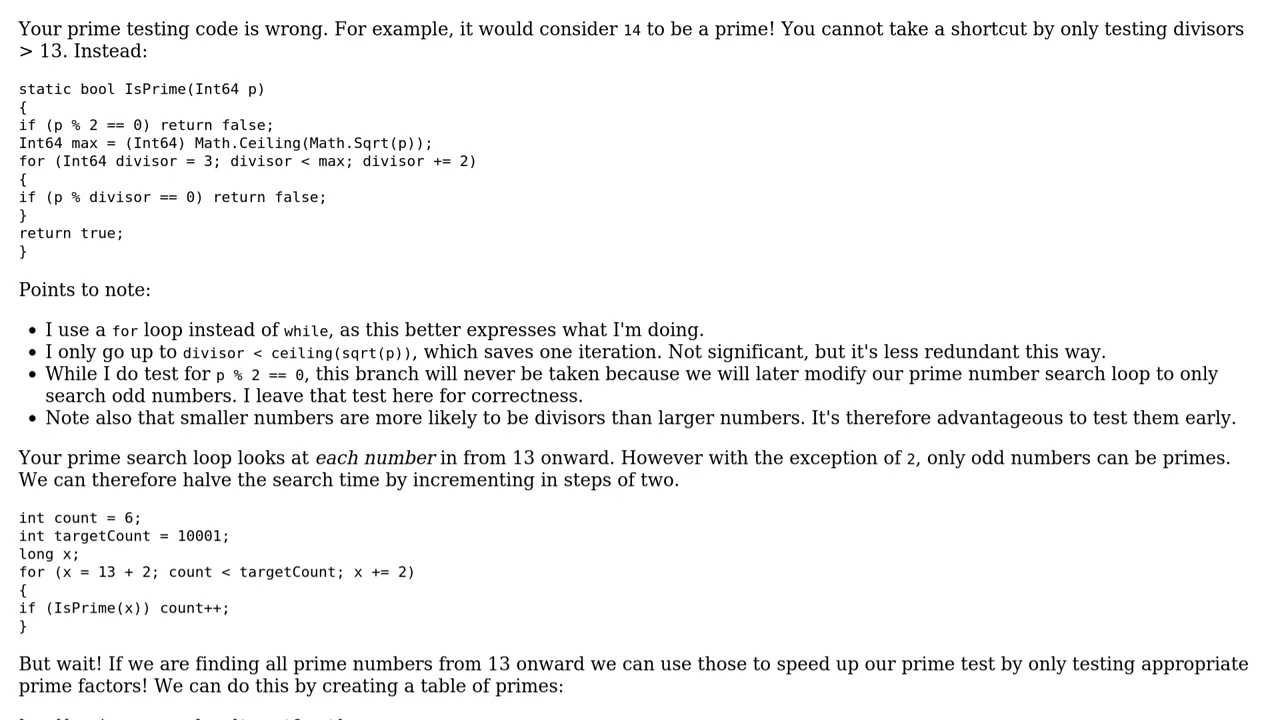 Your prime testing code is wrong. For example, it would consider 14 to be a prime! You cannot take a shortcut by only testing divisors
> 13. Instead:
static bool IsPrime(Int64 p)
{
if (p % 2 == 0) return false;
Int64 max = (Int64) Math.Ceiling(Math.Sqrt(p));
for (Int64 divisor = 3; divisor < max; divisor += 2)
{
if (p % divisor == 0) return false;
}
return true;
}
Points to note:
• I use a for loop instead of while, as this better expresses what I'm doing.
• I only go up to divisor < ceiling(sqrt(p)), which saves one iteration. Not significant, but it's less redundant this way.
• While I do test for p % 2 == 0, this branch will never be taken because we will later modify our prime number search loop to only
search odd numbers. I leave that test here for correctness.
• Note also that smaller numbers are more likely to be divisors than larger numbers. It's therefore advantageous to test them early.
Your prime search loop looks at each number in from 13 onward. However with the exception of 2, only odd numbers can be primes.
We can therefore halve the search time by incrementing in steps of two.
int count = 6;
int targetCount = 10001;
long x;
for (x = 13 + 2; count < targetCount; x += 2)
{
if (IsPrime(x)) count++;
}
But wait! If we are finding all prime numbers from 13 onward we can use those to speed up our prime test by only testing appropriate
prime factors! We can do this by creating a table of primes: